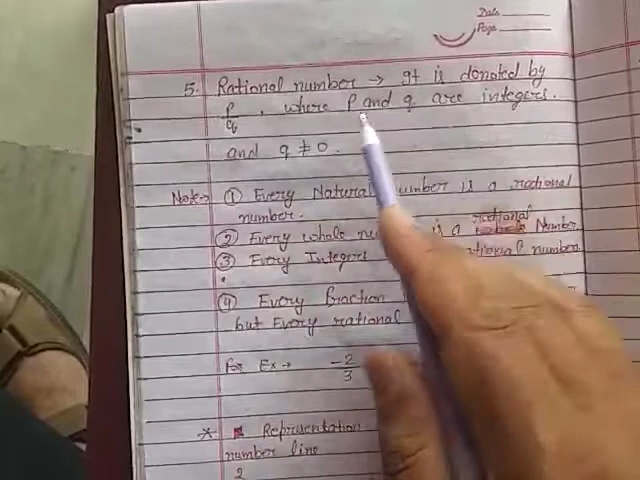 Date
Page
5. Rational number → It is donated by
p/q , where p and q are integers.
and q ≠ 0.
Note→ ① Every Natural number is a rational
number.
② Every whole is a rational Number
③ Every Integers rational number.
④ Every fraction
but Every rational
for Ex→ -2/3
* Representation
number line
2